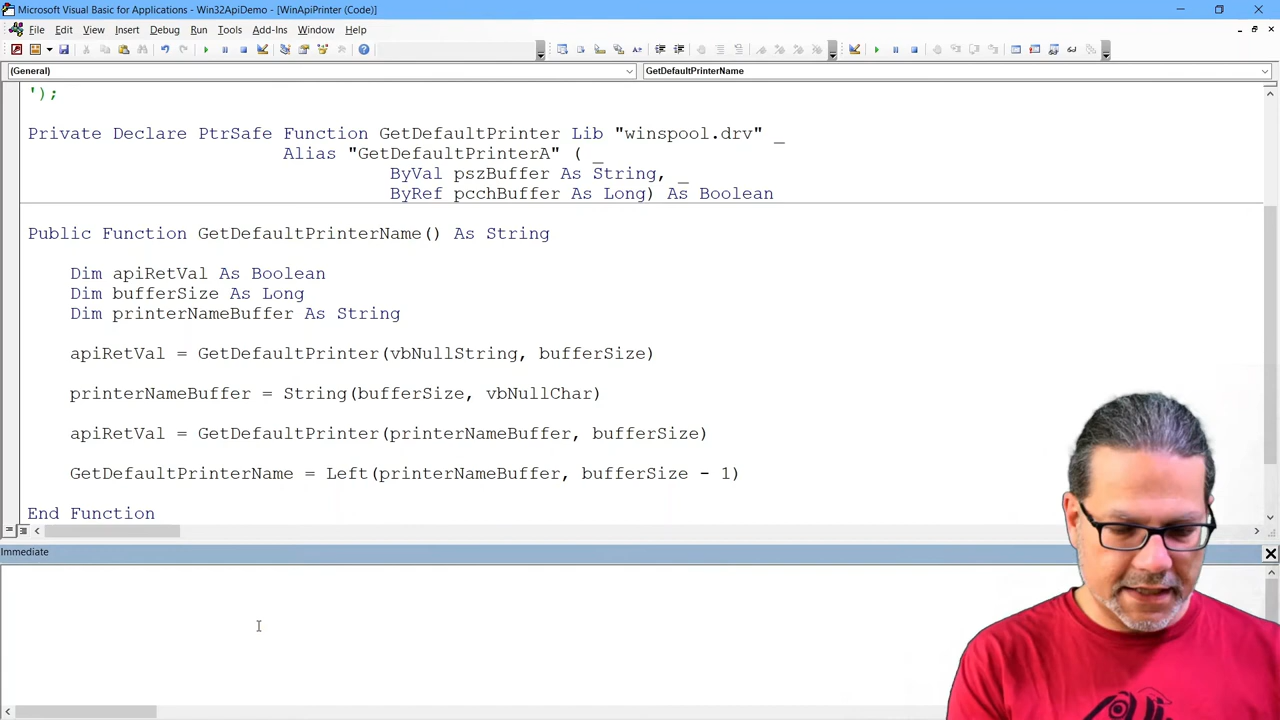 Microsoft Visual Basic for Applications - Win32ApiDemo - [WinApiPrinter (Code)]
File Edit View Insert Debug Run Tools Add-Ins Window Help
(General) GetDefaultPrinterName
');
Private Declare PtrSafe Function GetDefaultPrinter Lib "winspool.drv" _
Alias "GetDefaultPrinterA" ( _
ByVal pszBuffer As String, _
ByRef pcchBuffer As Long) As Boolean
Public Function GetDefaultPrinterName() As String
Dim apiRetVal As Boolean
Dim bufferSize As Long
Dim printerNameBuffer As String
apiRetVal = GetDefaultPrinter(vbNullString, bufferSize)
printerNameBuffer = String(bufferSize, vbNullChar)
apiRetVal = GetDefaultPrinter(printerNameBuffer, bufferSize)
GetDefaultPrinterName = Left(printerNameBuffer, bufferSize - 1)
End Function
Immediate